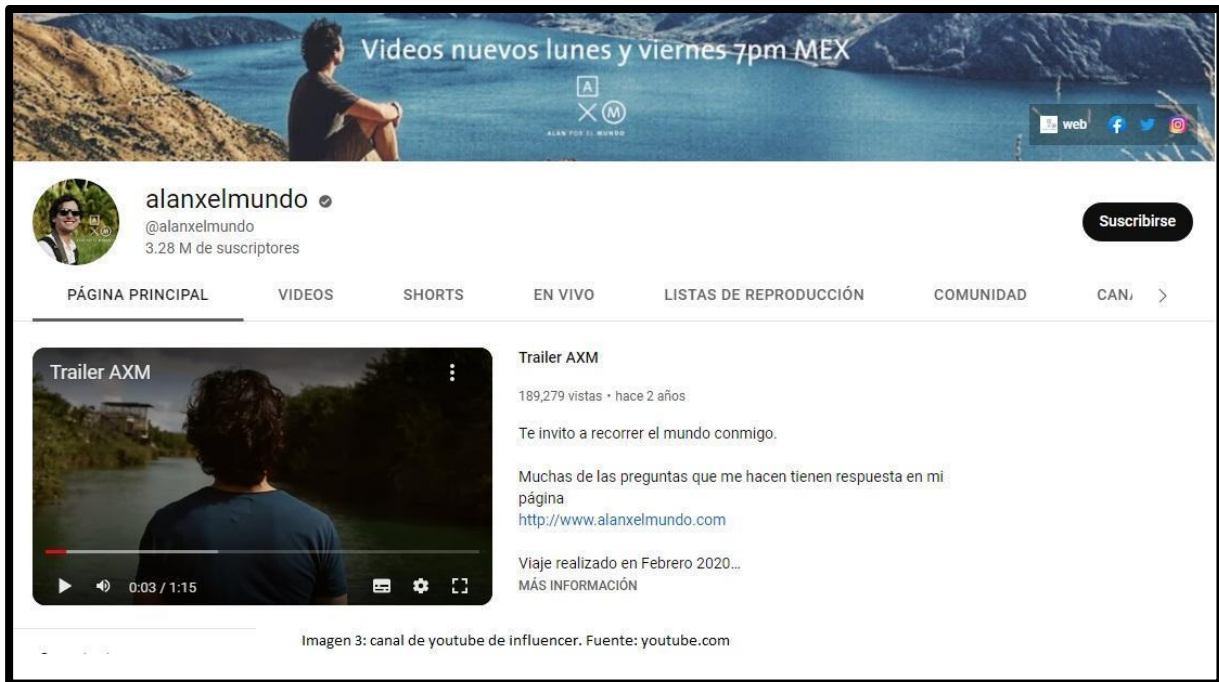 Videos nuevos lunes y viernes 7pm MEX
A
X M
ALAN POR EL MUNDO
web
alanxelmundo
@alanxelmundo
3.28 M de suscriptores
Suscribirse
PÁGINA PRINCIPAL VIDEOS SHORTS EN VIVO LISTAS DE REPRODUCCIÓN COMUNIDAD
Trailer AXM
0:03 / 1:15
Trailer AXM
189,279 vistas • hace 2 años
Te invito a recorrer el mundo conmigo.
Muchas de las preguntas que me hacen tienen respuesta en mi
página
http://www.alanxelmundo.com
Viaje realizado en Febrero 2020...
MÁS INFORMACIÓN
Imagen 3: canal de youtube de influencer. Fuente: youtube.com